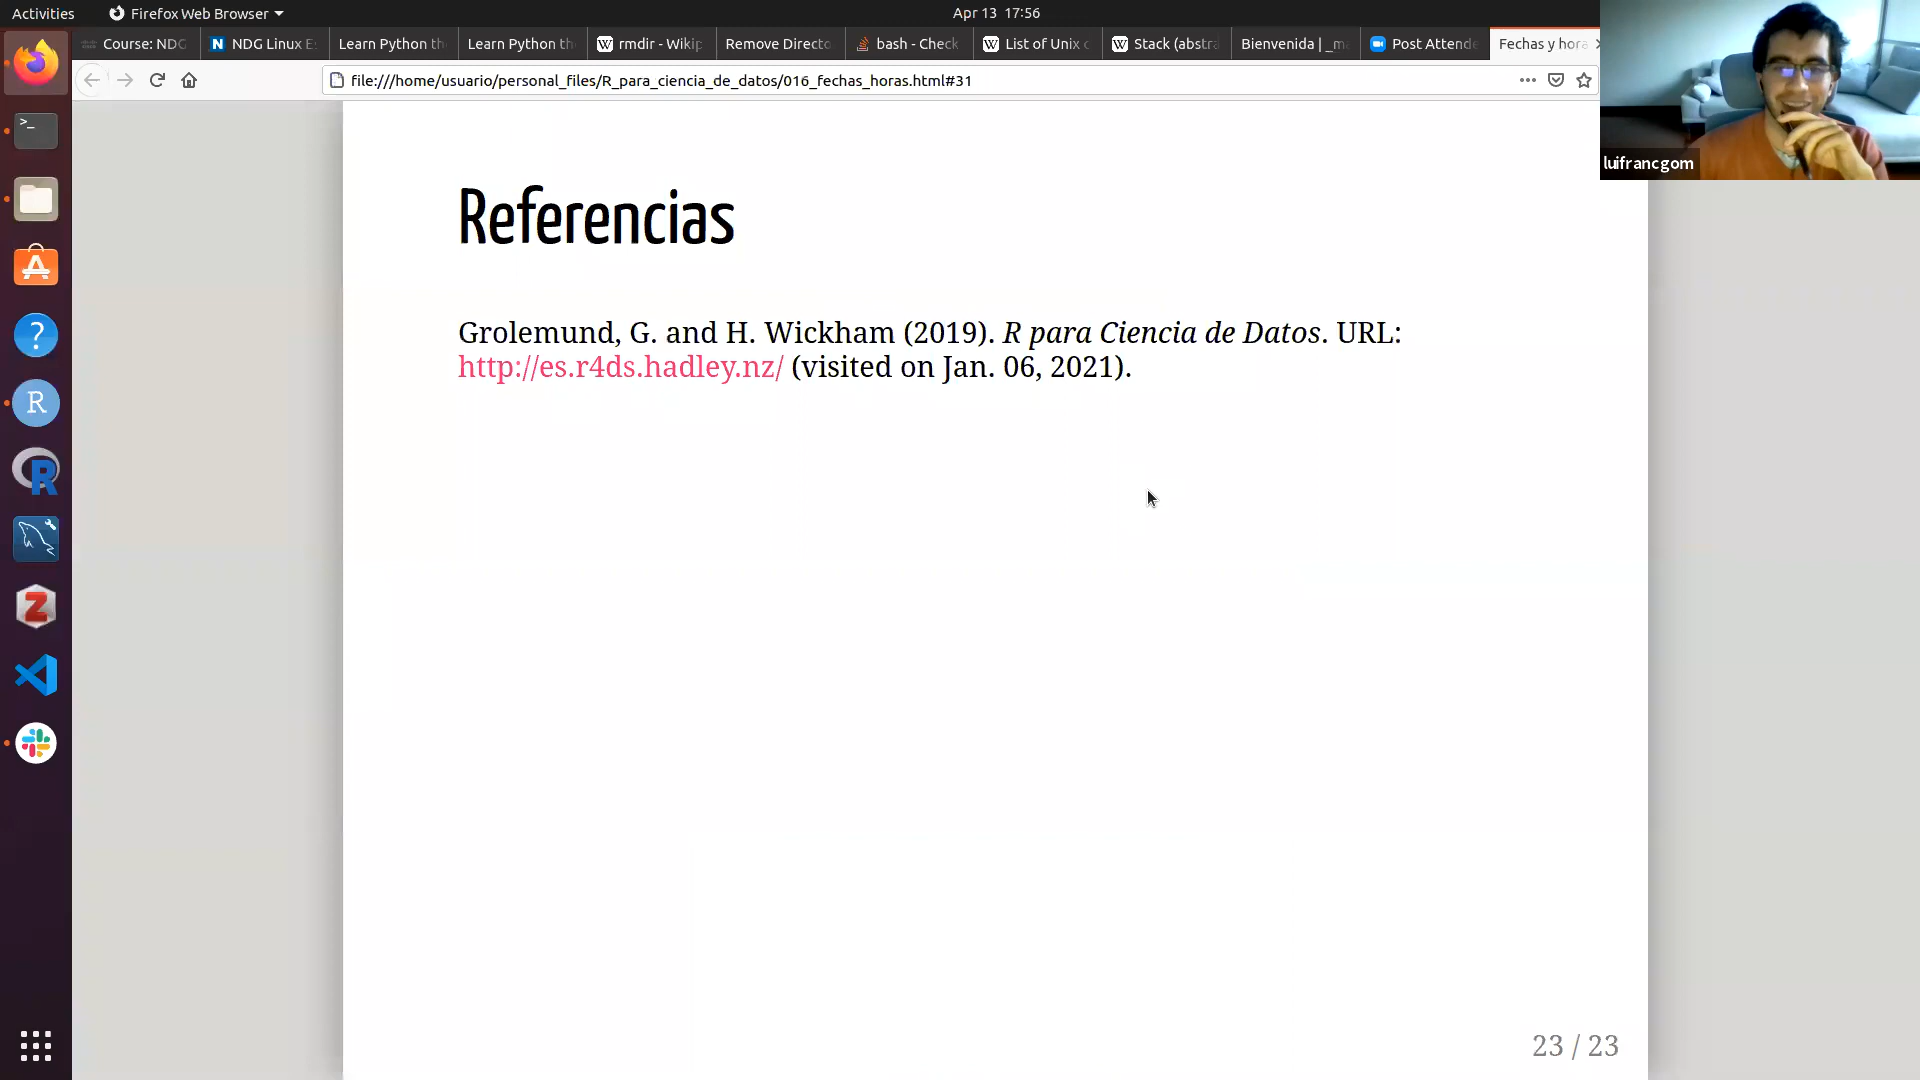 Activities
Firefox Web Browser
Apr 13 17:56
Course: NDG
NDG Linux Es
Learn Python th
Learn Python th
rmdir - Wikip
Remove Directo
bash - Check
List of Unix c
Stack (abstra
Bienvenida | _ma
Post Attende
Fechas y hora
file:///home/usuario/personal_files/R_para_ciencia_de_datos/016_fechas_horas.html#31
luifrancgom
Referencias
Grolemund, G. and H. Wickham (2019). R para Ciencia de Datos. URL:
http://es.r4ds.hadley.nz/ (visited on Jan. 06, 2021).
23 / 23